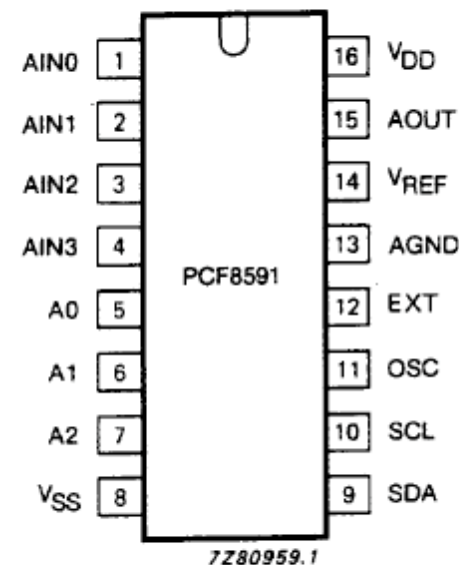 AIN0 1 16 VDD
AIN1 2 15 AOUT
AIN2 3 14 VREF
AIN3 4 13 AGND
PCF8591
A0 5 12 EXT
A1 6 11 OSC
A2 7 10 SCL
VSS 8 9 SDA
7Z80959.1